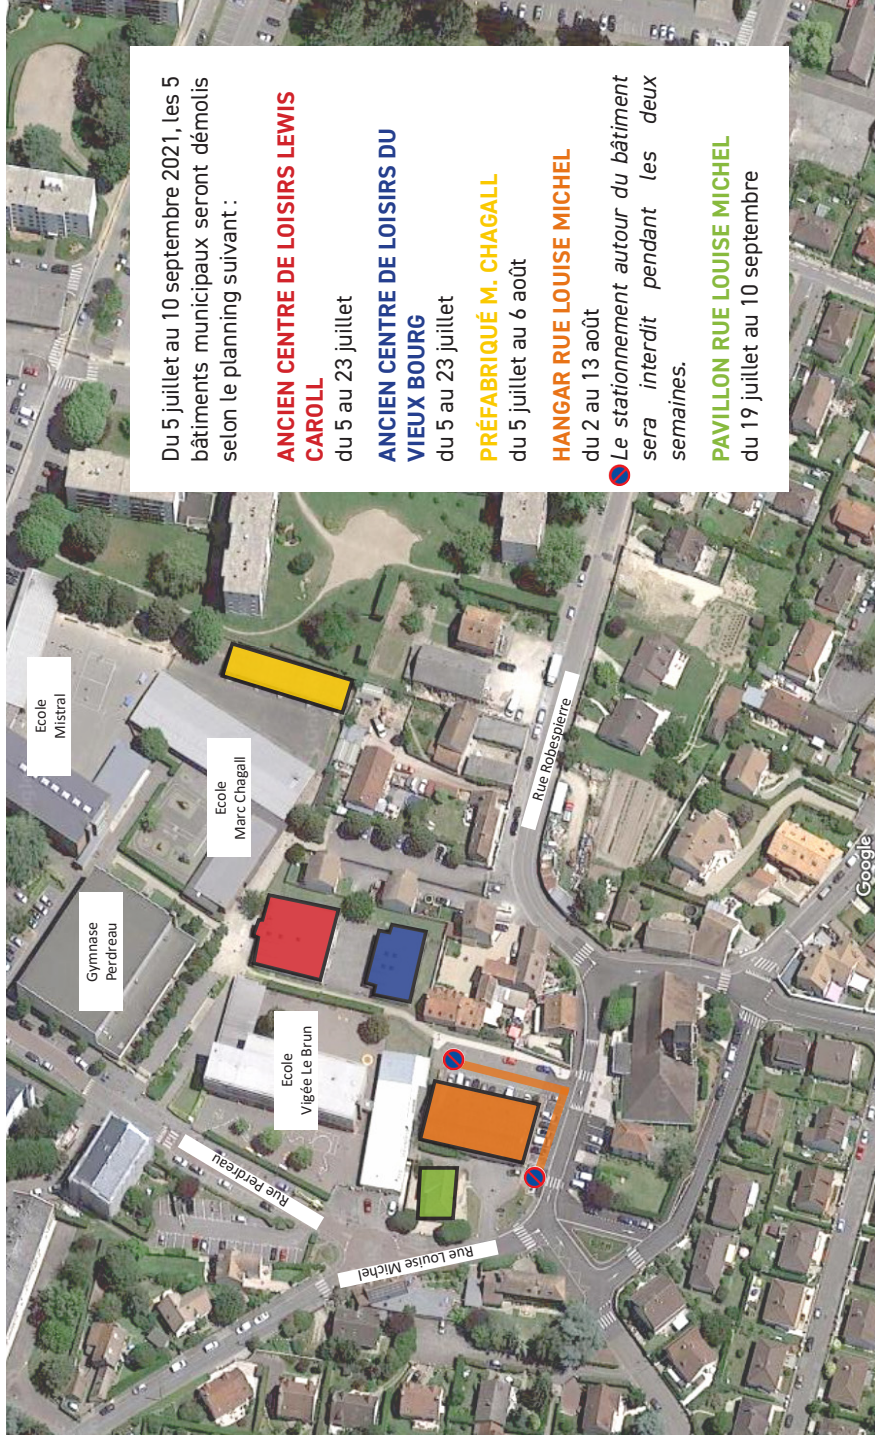 Du 5 juillet au 10 septembre 2021, les 5
bâtiments municipaux seront démolis
selon le planning suivant :
ANCIEN CENTRE DE LOISIRS LEWIS
CAROLL
du 5 au 23 juillet
ANCIEN CENTRE DE LOISIRS DU
VIEUX BOURG
du 5 au 23 juillet
PRÉFABRIQUÉ M. CHAGALL
du 5 juillet au 6 août
HANGAR RUE LOUISE MICHEL
du 2 au 13 août
Le stationnement autour du bâtiment
sera interdit pendant les deux
semaines.
PAVILLON RUE LOUISE MICHEL
du 19 juillet au 10 septembre
Ecole
Mistral
Ecole
Marc Chagall
Gymnase
Perdreau
Ecole
Vigée Le Brun
Rue Perdreau
Rue Louise Michel
Rue Robespierre
Google